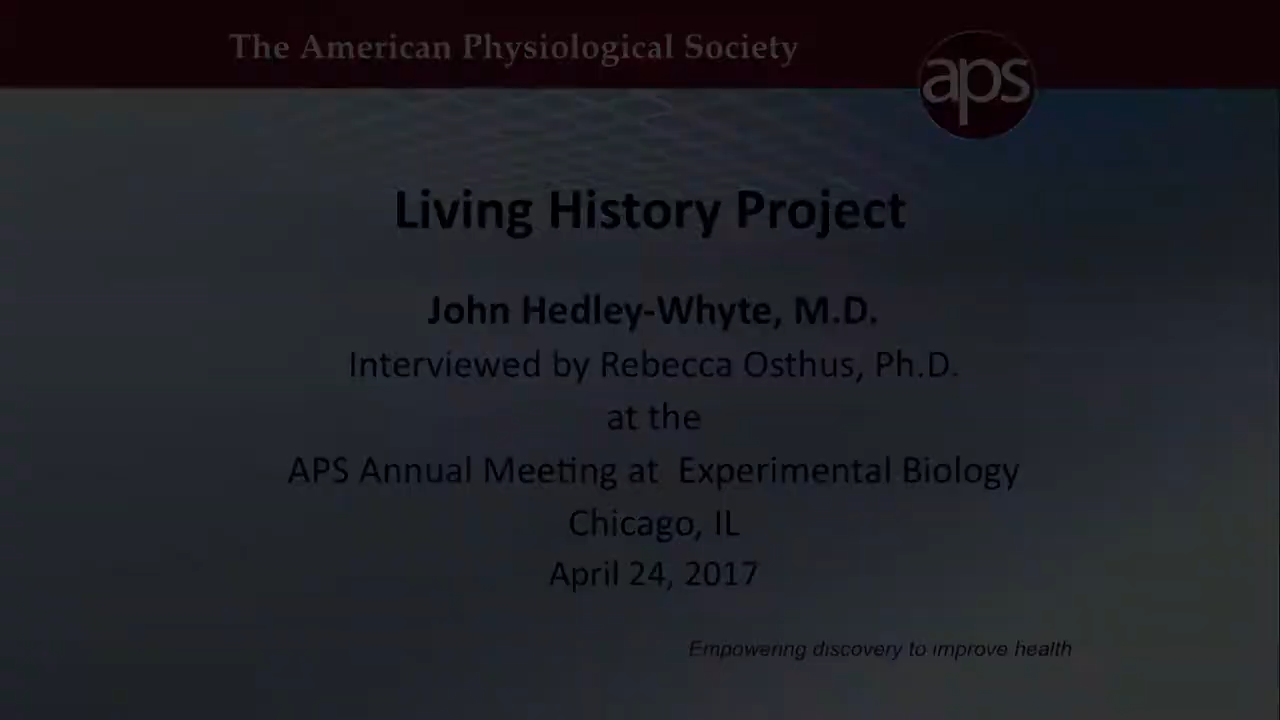 The American Physiological Society
aps
Living History Project
John Hedley-Whyte, M.D.
Interviewed by Rebecca Osthus, Ph.D.
at the
APS Annual Meeting at Experimental Biology
Chicago, IL
April 24, 2017
Empowering discovery to improve health